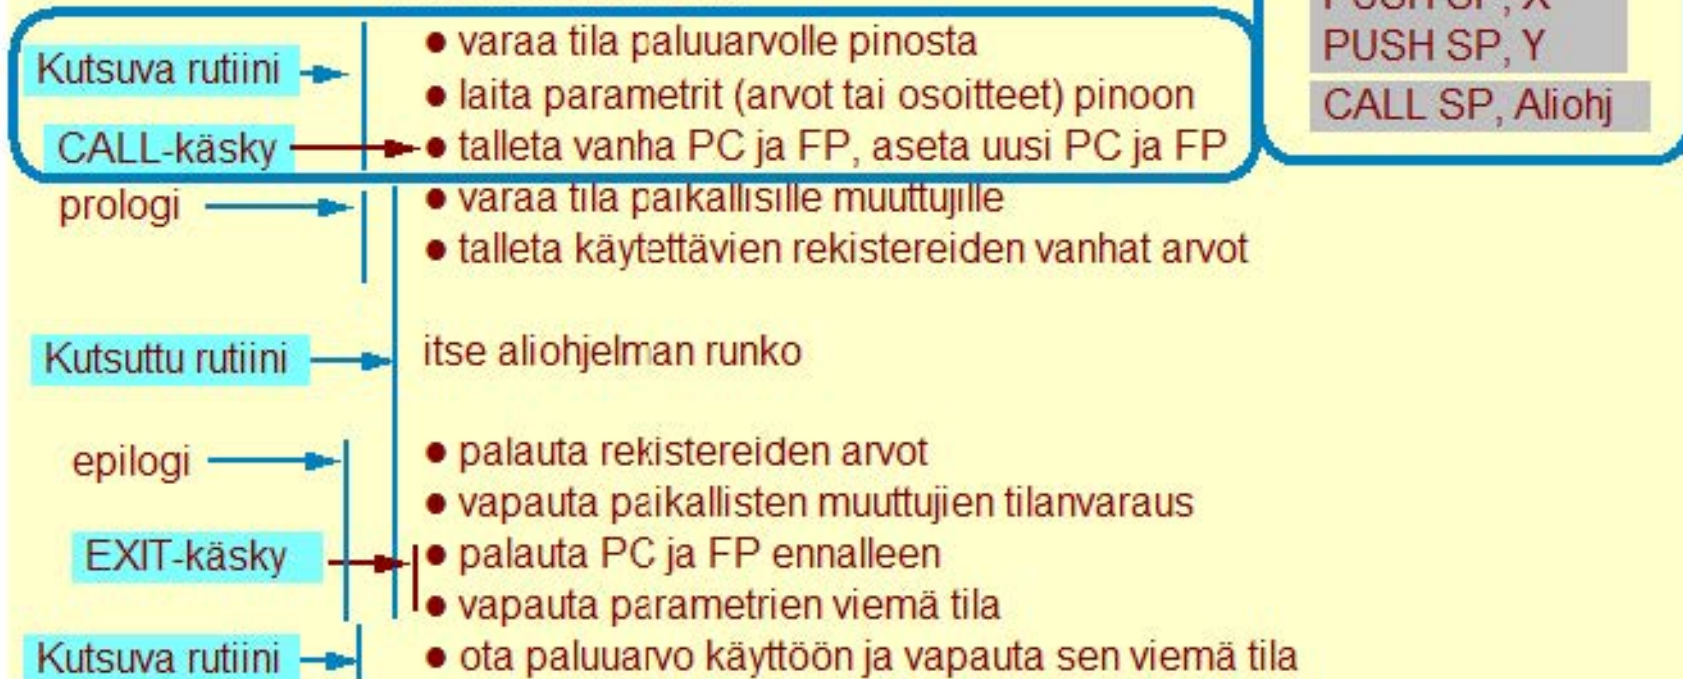 Kutsuva rutiini
● varaa tila paluuarvolle pinosta
● laita parametrit (arvot tai osoitteet) pinoon
CALL-käsky
● talleta vanha PC ja FP, aseta uusi PC ja FP
PUSH SP, X
PUSH SP, Y
CALL SP, Aliohj
prologi
● varaa tila paikallisille muuttujille
● talleta käytettävien rekistereiden vanhat arvot
Kutsuttu rutiini
itse aliohjelman runko
epilogi
● palauta rekistereiden arvot
● vapauta paikallisten muuttujien tilanvaraus
EXIT-käsky
● palauta PC ja FP ennalleen
● vapauta parametrien viemä tila
Kutsuva rutiini
● ota paluuarvo käyttöön ja vapauta sen viemä tila